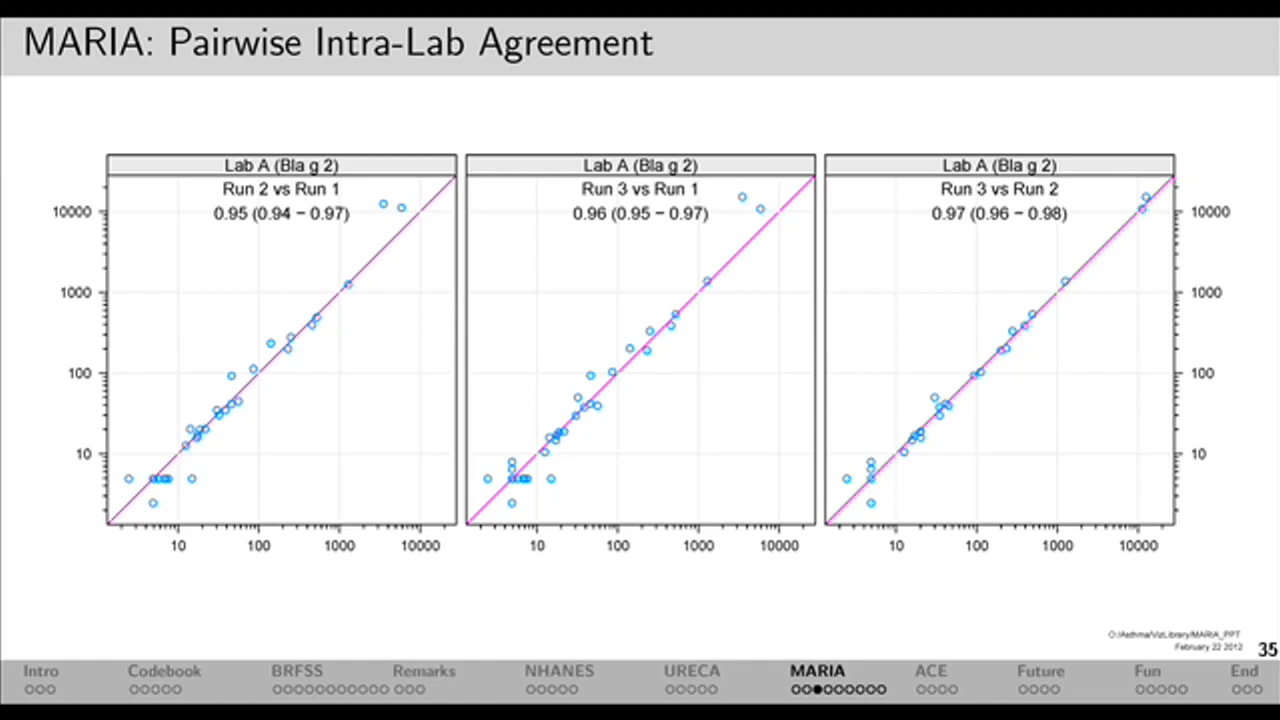 MARIA: Pairwise Intra-Lab Agreement
Lab A (Bla g 2) Lab A (Bla g 2) Lab A (Bla g 2)
Run 2 vs Run 1 Run 3 vs Run 1 Run 3 vs Run 2
0.95 (0.94 − 0.97) 0.96 (0.95 − 0.97) 0.97 (0.96 − 0.98)
10000 10000
1000 1000
100 100
10 10
10 100 1000 10000 10 100 1000 10000 10 100 1000 10000
O:/Asthma/VizLibrary/MARIA_PPT
February 22 2012
35
Intro Codebook BRFSS Remarks NHANES URECA MARIA ACE Future Fun End